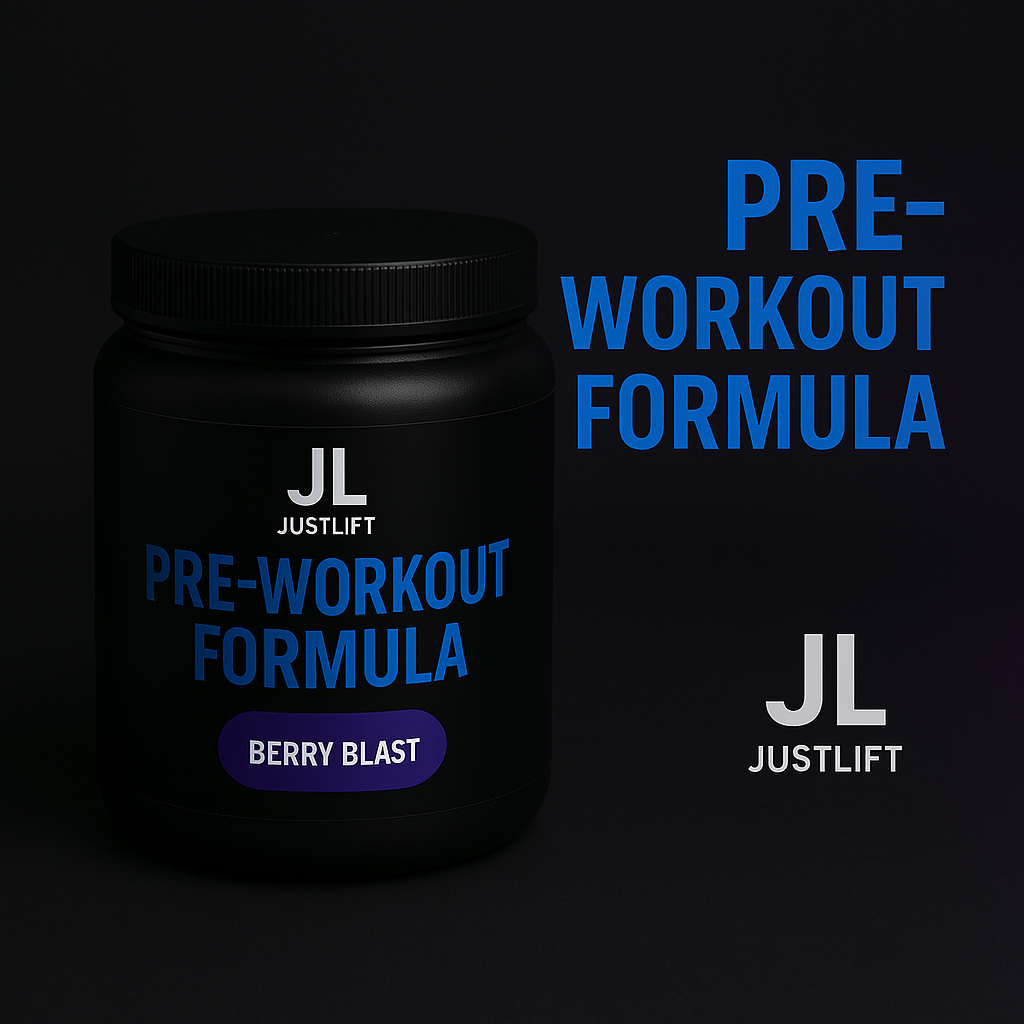 JL
JUSTLIFT
PRE-WORKOUT
FORMULA
BERRY BLAST
PRE-
WORKOUT
FORMULA
JL
JUSTLIFT